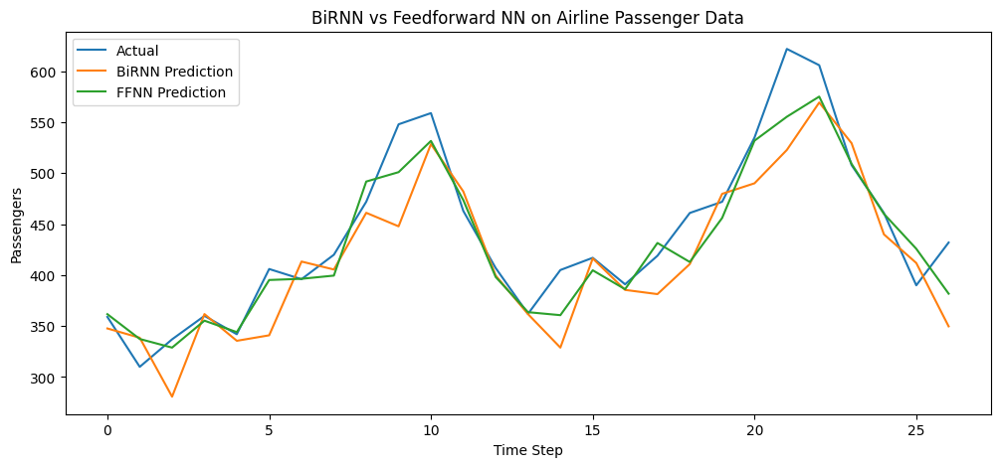 BiRNN vs Feedforward NN on Airline Passenger Data
Actual
BiRNN Prediction
FFNN Prediction
Passengers
600
550
500
450
400
350
300
0 5 10 15 20 25
Time Step